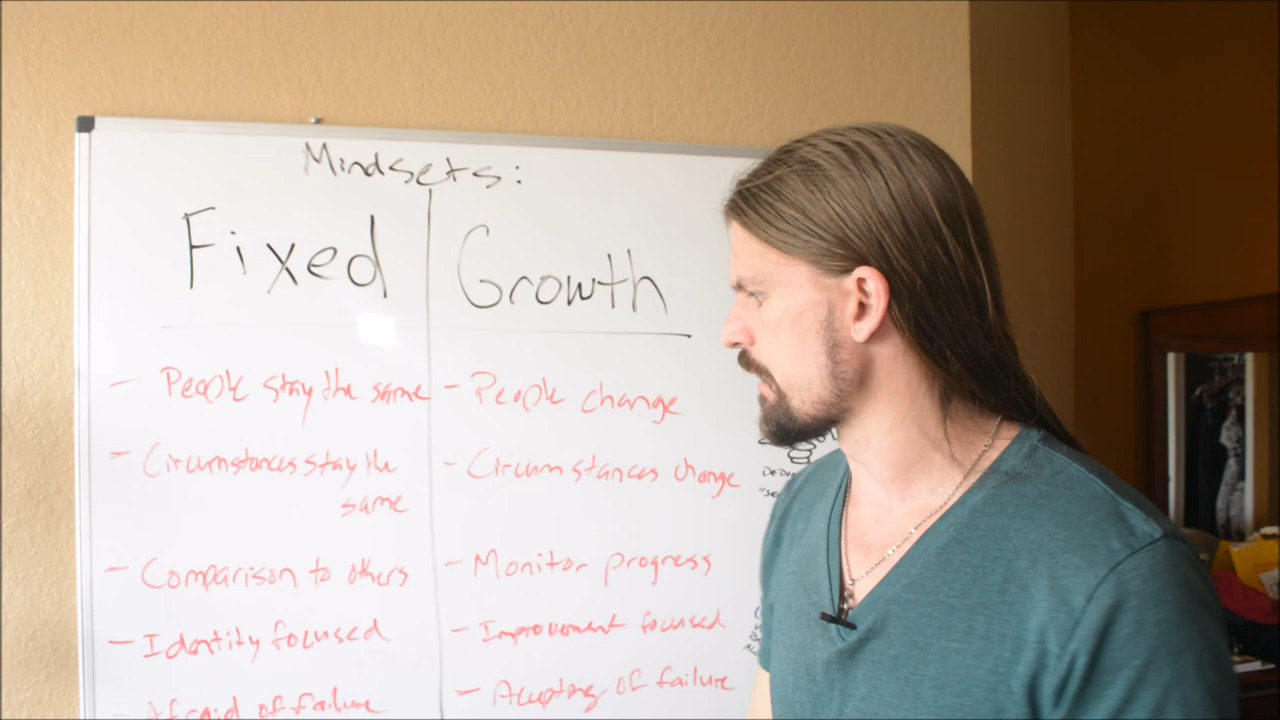 Mindsets:
Fixed
Growth
- People stay the same
- People change
- Circumstances stay the
same
- Circumstances change
- Comparison to others
- Monitor progress
- Identity focused
- Improvement focused
- Afraid of failure
- Accepting of failure